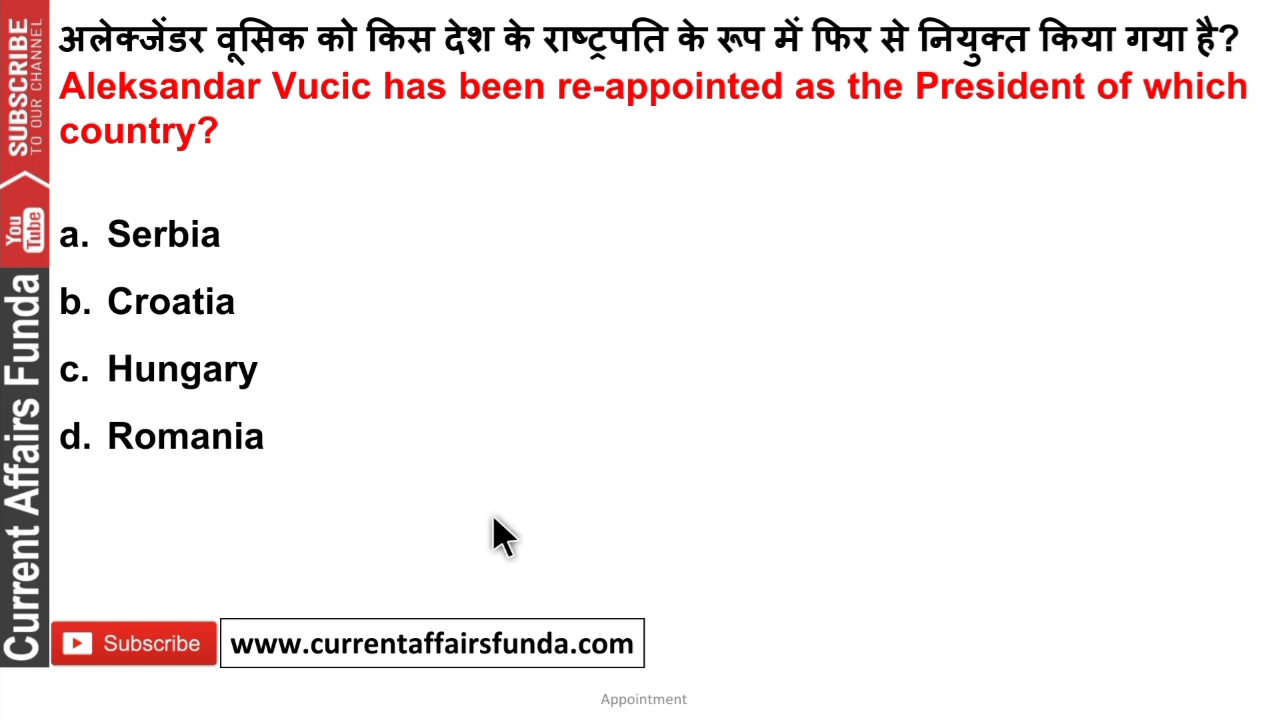 अलेक्जेंडर वूसिक को किस देश के राष्ट्रपति के रूप में फिर से नियुक्त किया गया है?
Aleksandar Vucic has been re-appointed as the President of which
country?
a. Serbia
b. Croatia
c. Hungary
d. Romania
SUBSCRIBE
TO OUR CHANNEL
You
Tube
Current Affairs Funda
Subscribe
www.currentaffairsfunda.com
Appointment